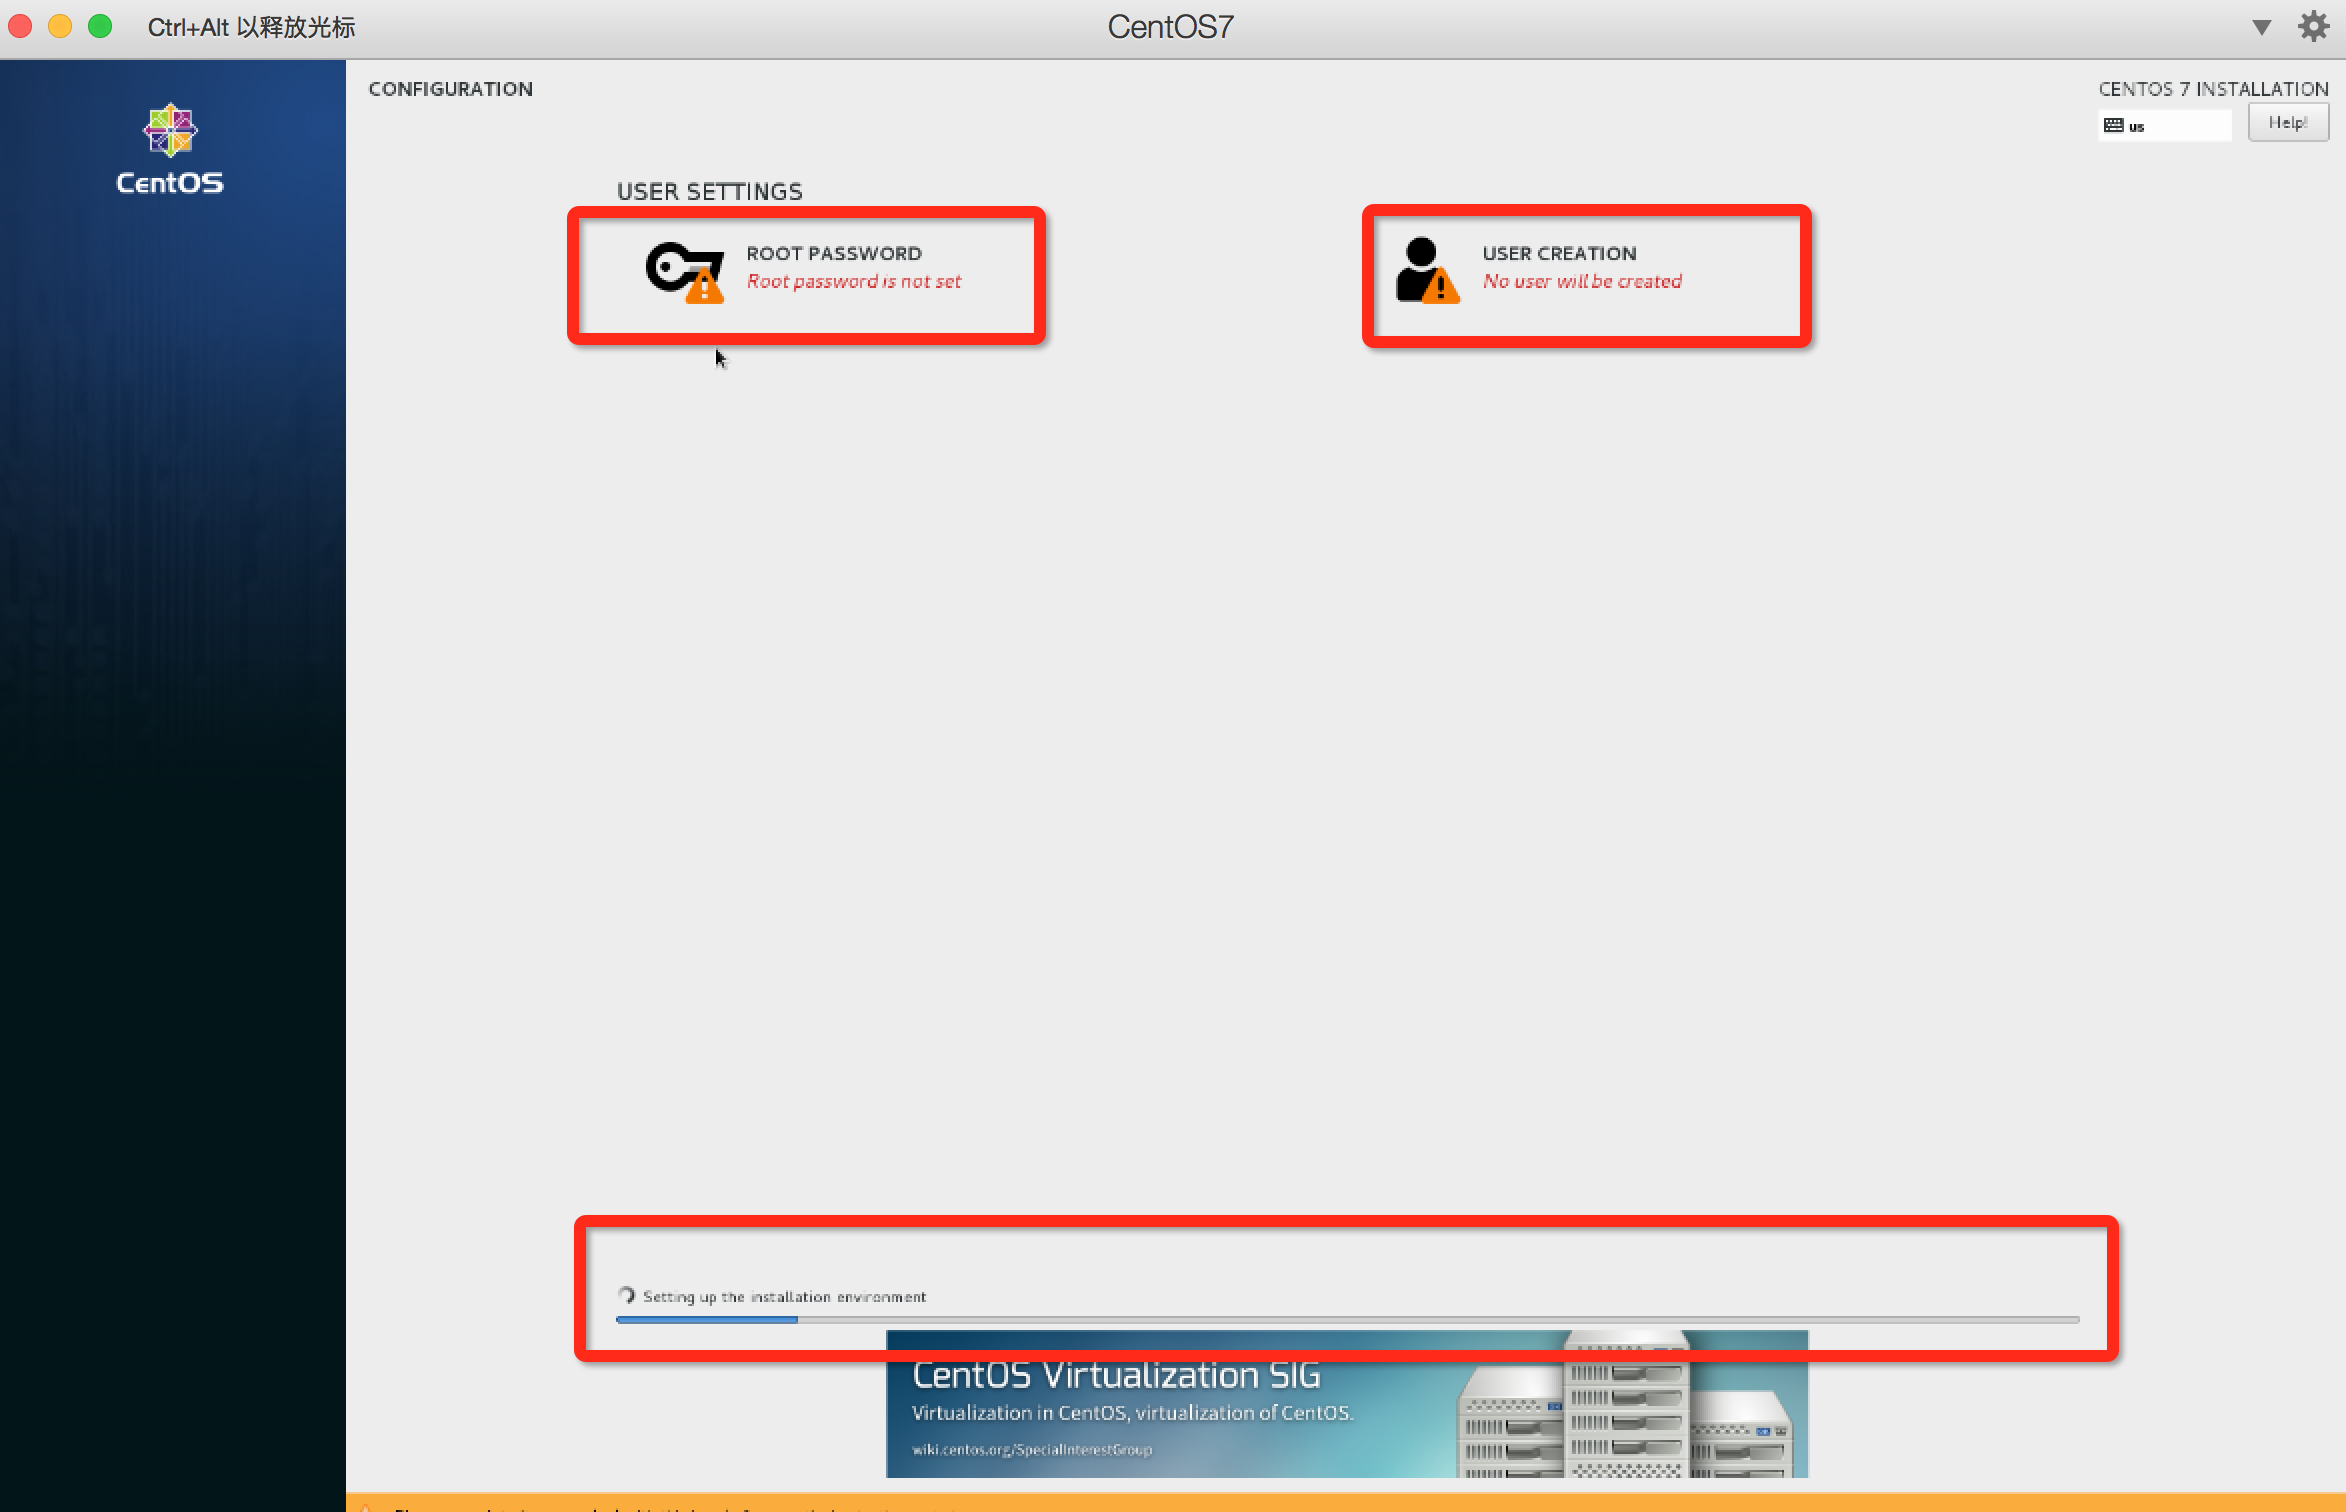 Ctrl+Alt 以释放光标
CentOS7
CentOS
CONFIGURATION
CENTOS 7 INSTALLATION
us
Help!
USER SETTINGS
ROOT PASSWORD
Root password is not set
USER CREATION
No user will be created
Setting up the installation environment
CentOS Virtualization SIG
Virtualization in CentOS, virtualization of CentOS.
wiki.centos.org/SpecialInterestGroup